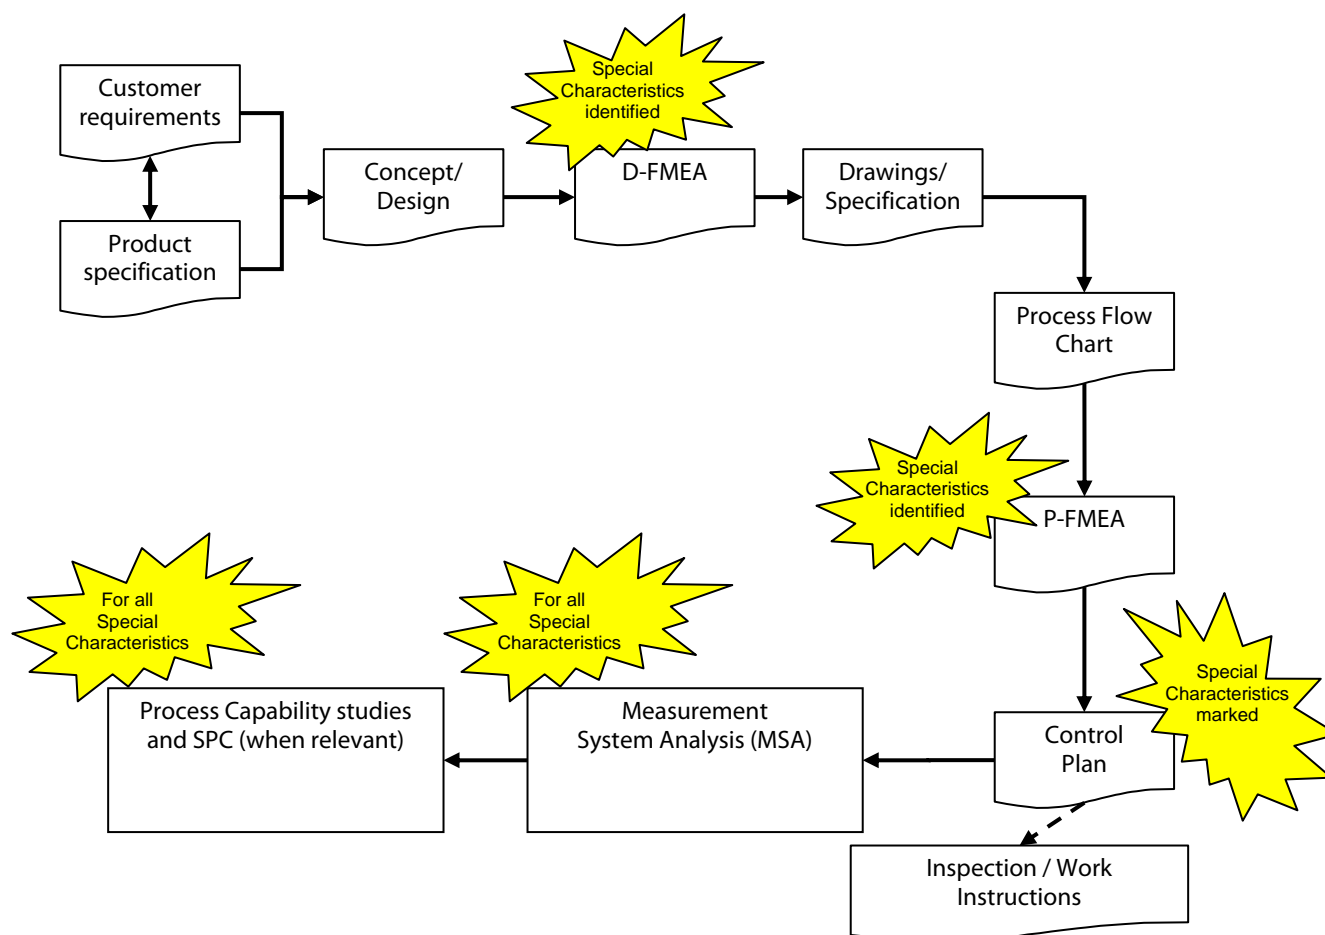 Customer
requirements
Product
specification
Concept/
Design
Special
Characteristics
identified
D-FMEA
Drawings/
Specification
Process Flow
Chart
Special
Characteristics
identified
P-FMEA
Special
Characteristics
marked
Control
Plan
For all
Special
Characteristics
Measurement
System Analysis (MSA)
For all
Special
Characteristics
Process Capability studies
and SPC (when relevant)
Inspection / Work
Instructions